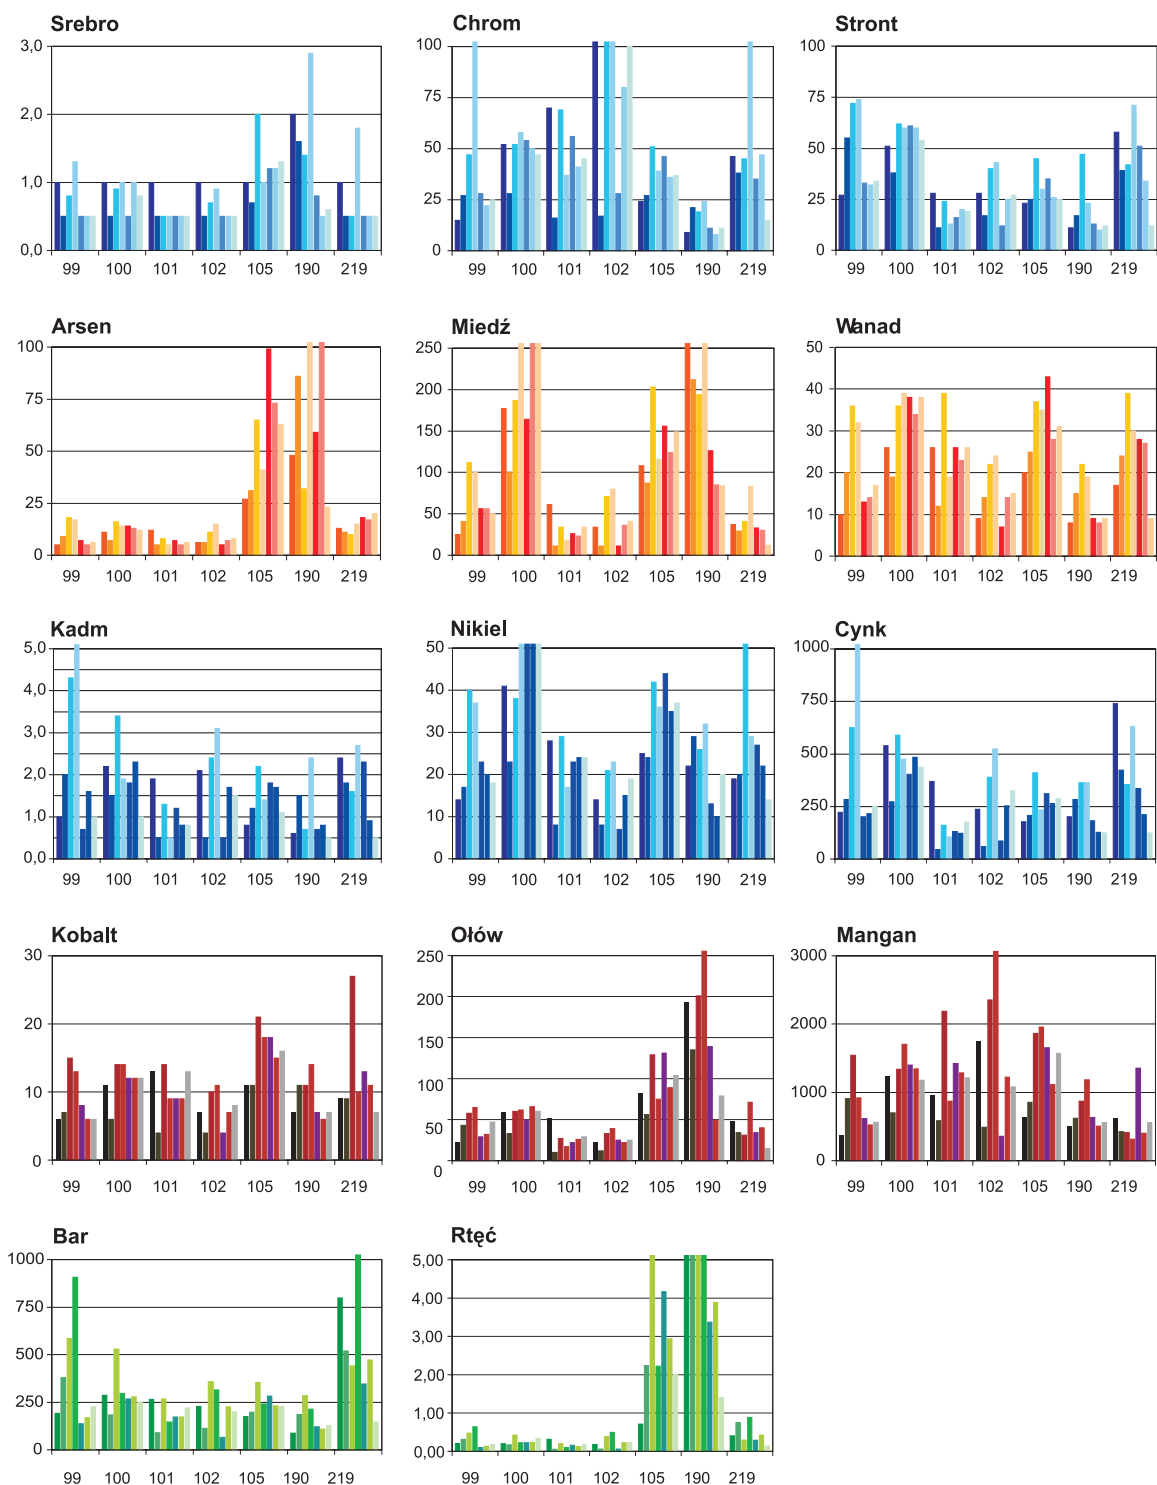 Srebro
3,0
2,0
1,0
0,0
99 100 101 102 105 190 219
Chrom
100
75
50
25
0
99 100 101 102 105 190 219
Stront
100
75
50
25
0
99 100 101 102 105 190 219
Arsen
100
75
50
25
0
99 100 101 102 105 190 219
Miedź
250
200
150
100
50
0
99 100 101 102 105 190 219
Wanad
50
40
30
20
10
0
99 100 101 102 105 190 219
Kadm
5,0
4,0
3,0
2,0
1,0
0,0
99 100 101 102 105 190 219
Nikiel
50
40
30
20
10
0
99 100 101 102 105 190 219
Cynk
1000
750
500
250
0
99 100 101 102 105 190 219
Kobalt
30
20
10
0
99 100 101 102 105 190 219
Ołów
250
200
150
100
50
0
99 100 101 102 105 190 219
Mangan
3000
2000
1000
0
99 100 101 102 105 190 219
Bar
1000
750
500
250
0
99 100 101 102 105 190 219
Rtęć
5,00
4,00
3,00
2,00
1,00
0,00
99 100 101 102 105 190 219